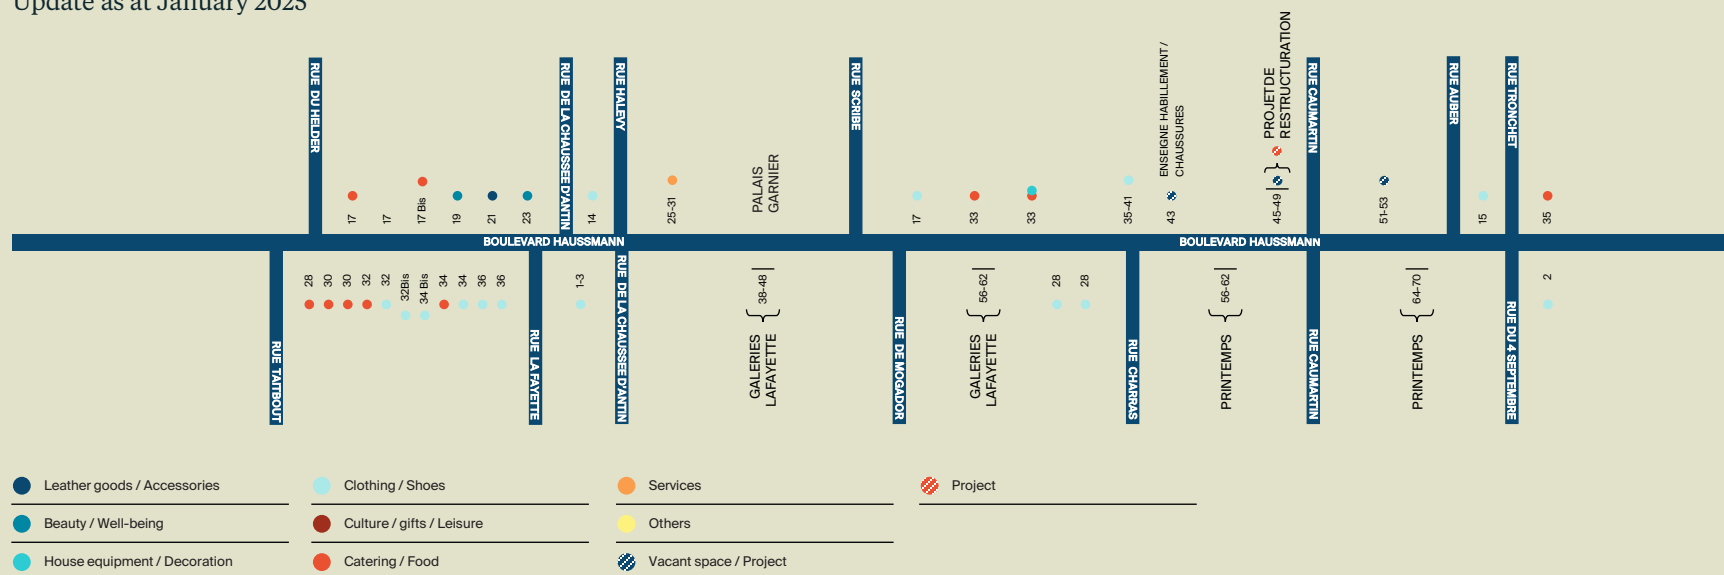 Update as at January 2025
RUE DU HELDER
17
17
17 Bis
19
21
23
RUE DE LA CHAUSSEE D'ANTIN
14
RUE HALEVY
25-31
PALAIS
GARNIER
RUE SCRIBE
17
33
33
35-41
ENSEIGNE HABILLEMENT /
CHAUSSURES
43
PROJET DE
RESTRUCTURATION
45-49
RUE CAUMARTIN
51-53
RUE AUBER
15
RUE TRONCHET
35
BOULEVARD HAUSSMANN
BOULEVARD HAUSSMANN
RUE TAITBOUT
28
30
30
32
32
32Bis
34 Bis
34
34
36
36
RUE LA FAYETTE
1-3
RUE DE LA CHAUSSEE D'ANTIN
38-48
GALERIES
LAFAYETTE
RUE DE MOGADOR
56-62
GALERIES
LAFAYETTE
28
28
RUE CHARRAS
56-62
PRINTEMPS
RUE CAUMARTIN
64-70
PRINTEMPS
RUE DU 4 SEPTEMBRE
2
Leather goods / Accessories
Clothing / Shoes
Services
Project
Beauty / Well-being
Culture / gifts / Leisure
Others
House equipment / Decoration
Catering / Food
Vacant space / Project